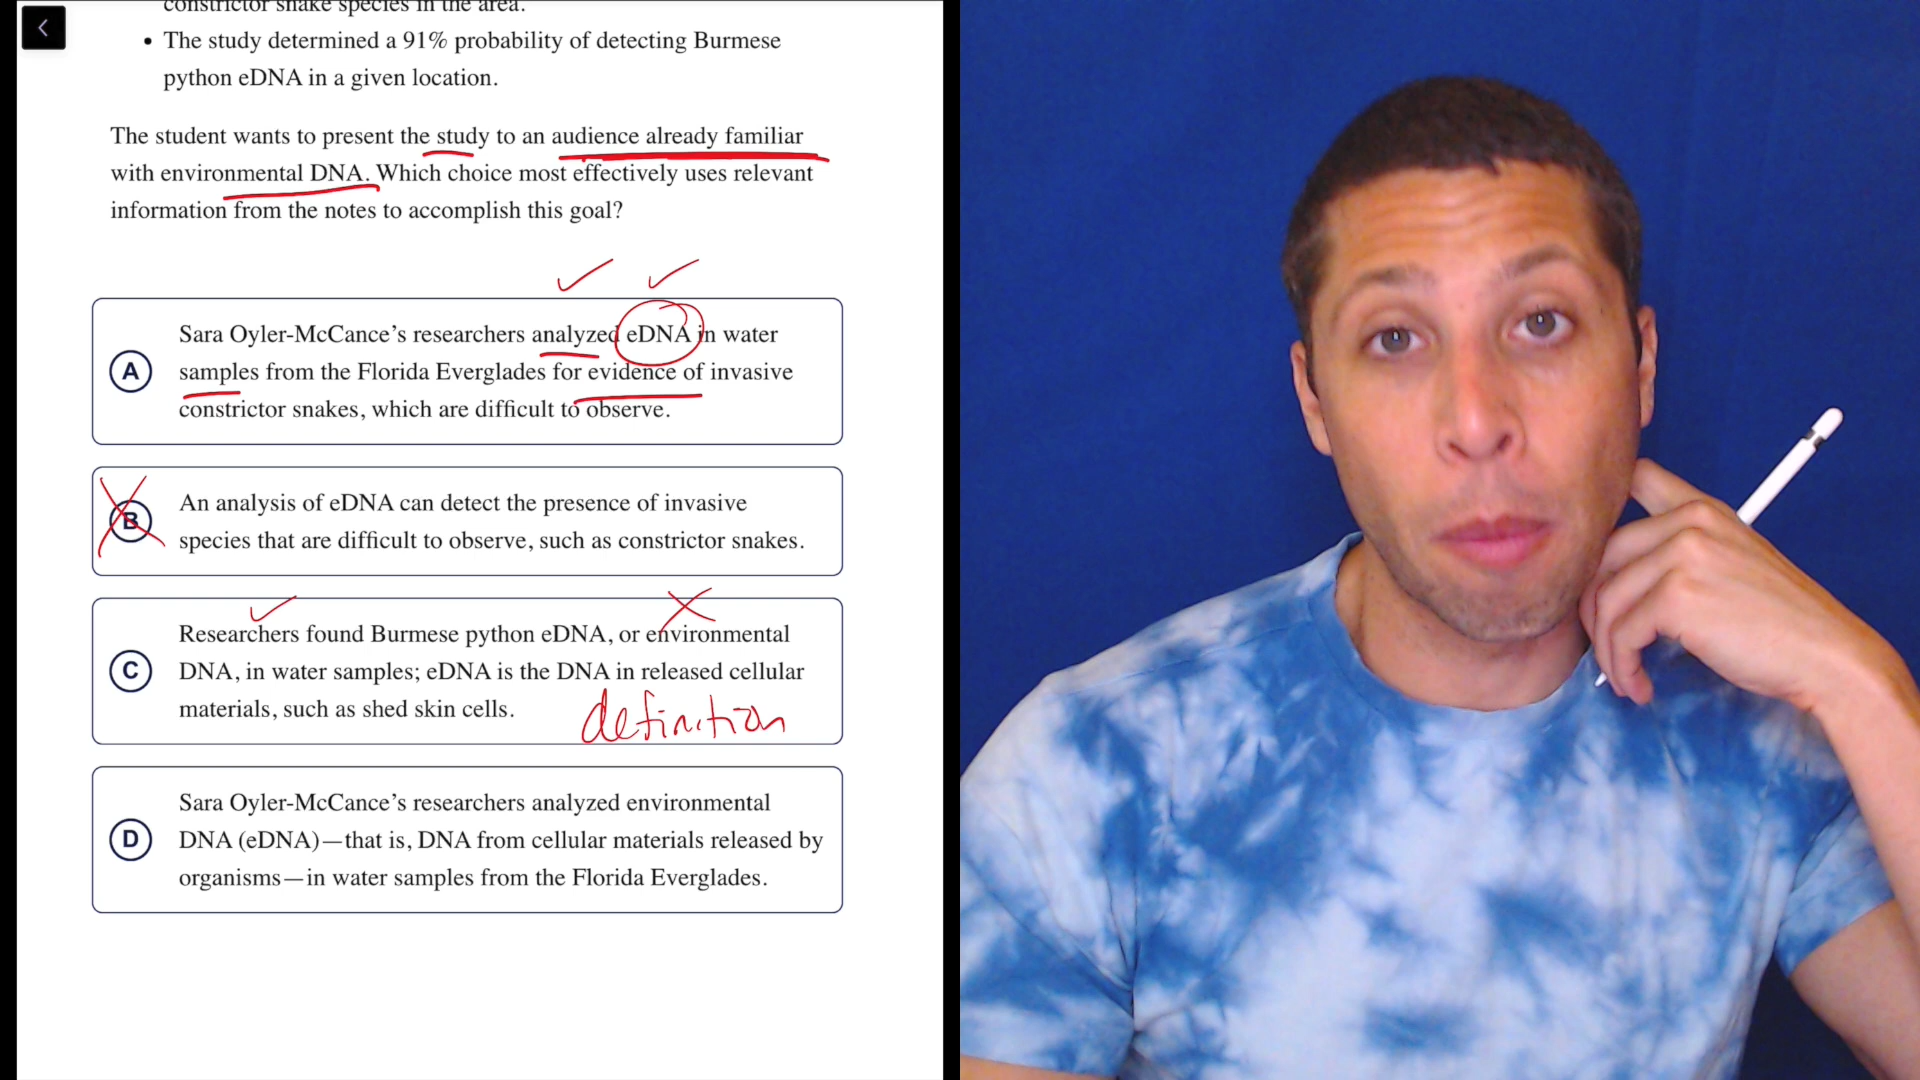 constrictor snake species in the area.
• The study determined a 91% probability of detecting Burmese
python eDNA in a given location.
The student wants to present the study to an audience already familiar
with environmental DNA. Which choice most effectively uses relevant
information from the notes to accomplish this goal?
A
Sara Oyler-McCance’s researchers analyzed eDNA in water
samples from the Florida Everglades for evidence of invasive
constrictor snakes, which are difficult to observe.
B
An analysis of eDNA can detect the presence of invasive
species that are difficult to observe, such as constrictor snakes.
C
Researchers found Burmese python eDNA, or environmental
DNA, in water samples; eDNA is the DNA in released cellular
materials, such as shed skin cells.
definition
D
Sara Oyler-McCance’s researchers analyzed environmental
DNA (eDNA)—that is, DNA from cellular materials released by
organisms—in water samples from the Florida Everglades.